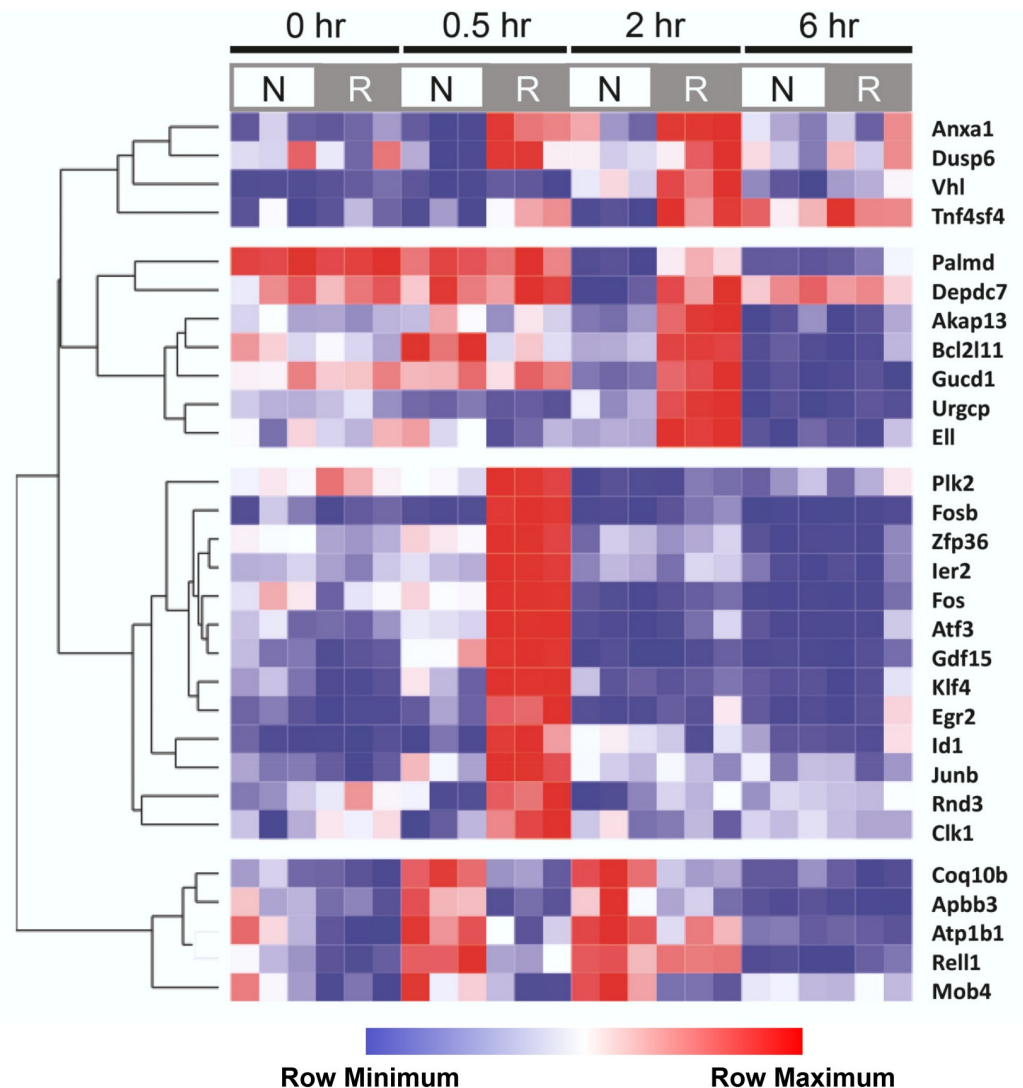 0 hr 0.5 hr 2 hr 6 hr
N R N R N R N R
Anxa1
Dusp6
Vhl
Tnf4sf4
Palmd
Depdc7
Akap13
Bcl2l11
Gucd1
Urgcp
Ell
Plk2
Fosb
Zfp36
Ier2
Fos
Atf3
Gdf15
Klf4
Egr2
Id1
Junb
Rnd3
Clk1
Coq10b
Apbb3
Atp1b1
Rell1
Mob4
Row Minimum Row Maximum